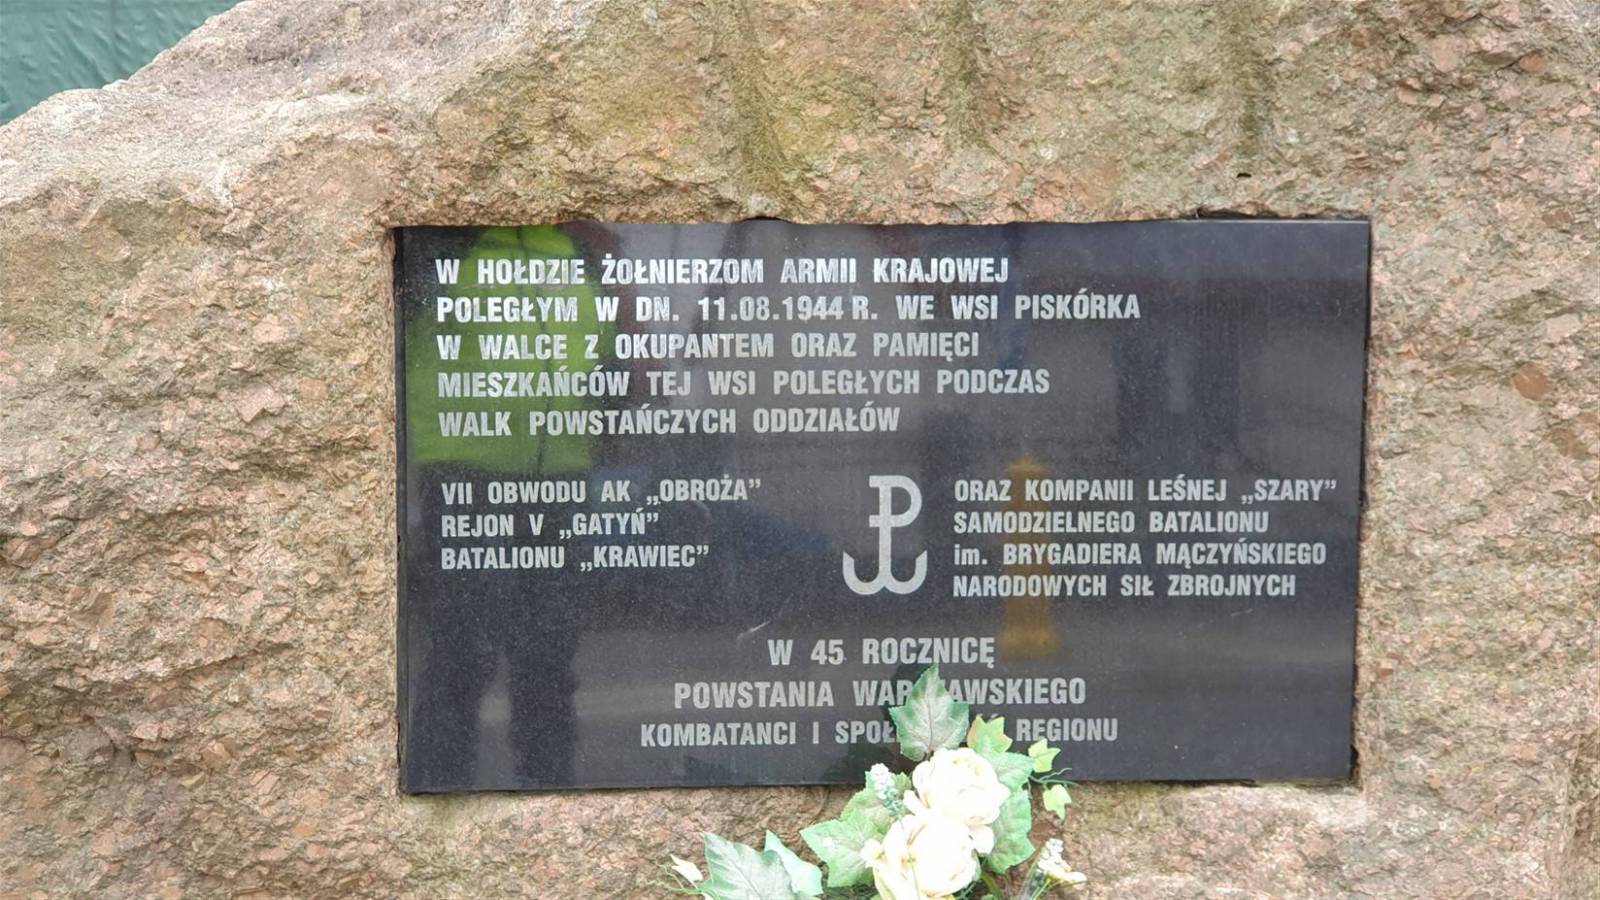 W HOŁDZIE ŻOŁNIERZOM ARMII KRAJOWEJ
POLEGŁYM W DN. 11.08.1944 R. WE WSI PISKÓRKA
W WALCE Z OKUPANTEM ORAZ PAMIĘCI
MIESZKAŃCÓW TEJ WSI POLEGŁYCH PODCZAS
WALK POWSTAŃCZYCH ODDZIAŁÓW
VII OBWODU AK „OBROŻA”
REJON V „GATYŃ”
BATALIONU „KRAWIEC”
ORAZ KOMPANII LEŚNEJ „SZARY”
SAMODZIELNEGO BATALIONU
im. BRYGADIERA MĄCZYŃSKIEGO
NARODOWYCH SIŁ ZBROJNYCH
W 45 ROCZNICĘ
POWSTANIA WARSZAWSKIEGO
KOMBATANCI I REGIONU